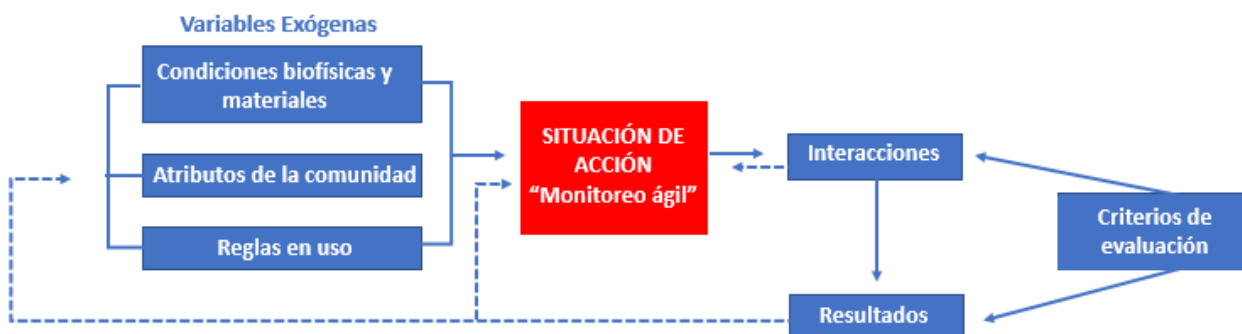 Variables Exógenas
Condiciones biofísicas y
materiales
Atributos de la comunidad
Reglas en uso
SITUACIÓN DE
ACCIÓN
“Monitoreo ágil”
Interacciones
Criterios de
evaluación
Resultados